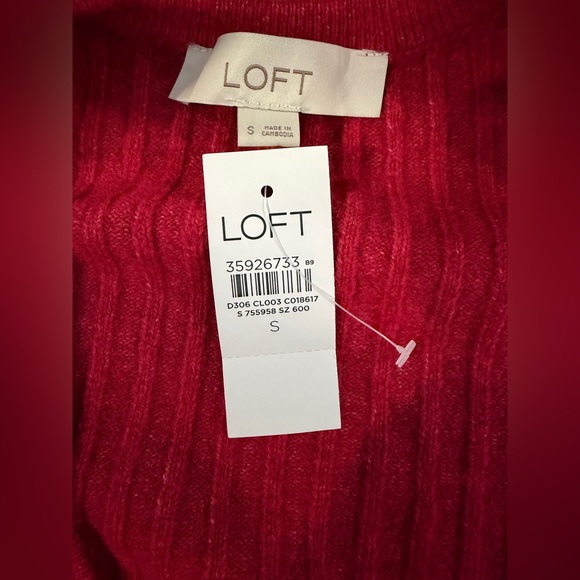 LOFT
S MADE IN
CAMBODIA
LOFT
35926733 B9
D306 CL003 C018617
S 755958 SZ 600
S